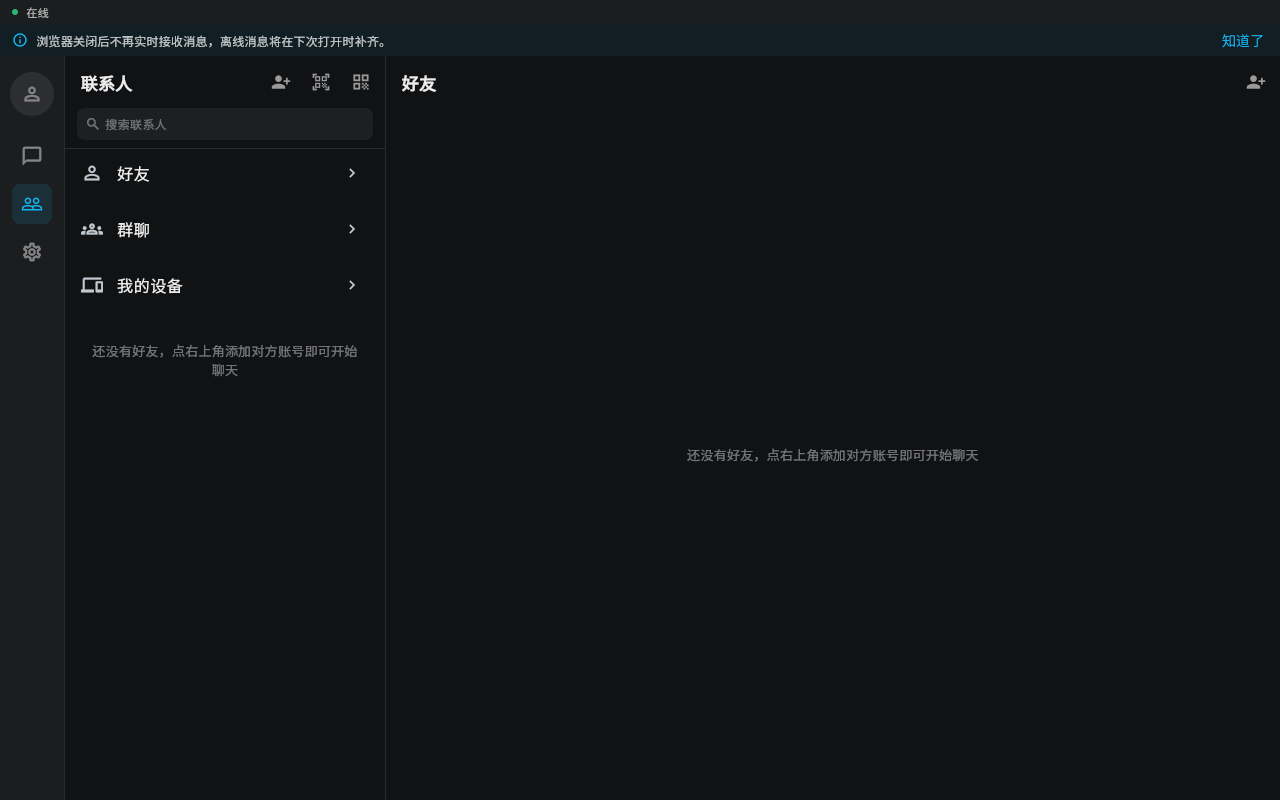 在线
浏览器关闭后不再实时接收消息，离线消息将在下次打开时补齐。
知道了
联系人
搜索联系人
好友
群聊
我的设备
还没有好友，点右上角添加对方账号即可开始
聊天
好友
还没有好友，点右上角添加对方账号即可开始聊天